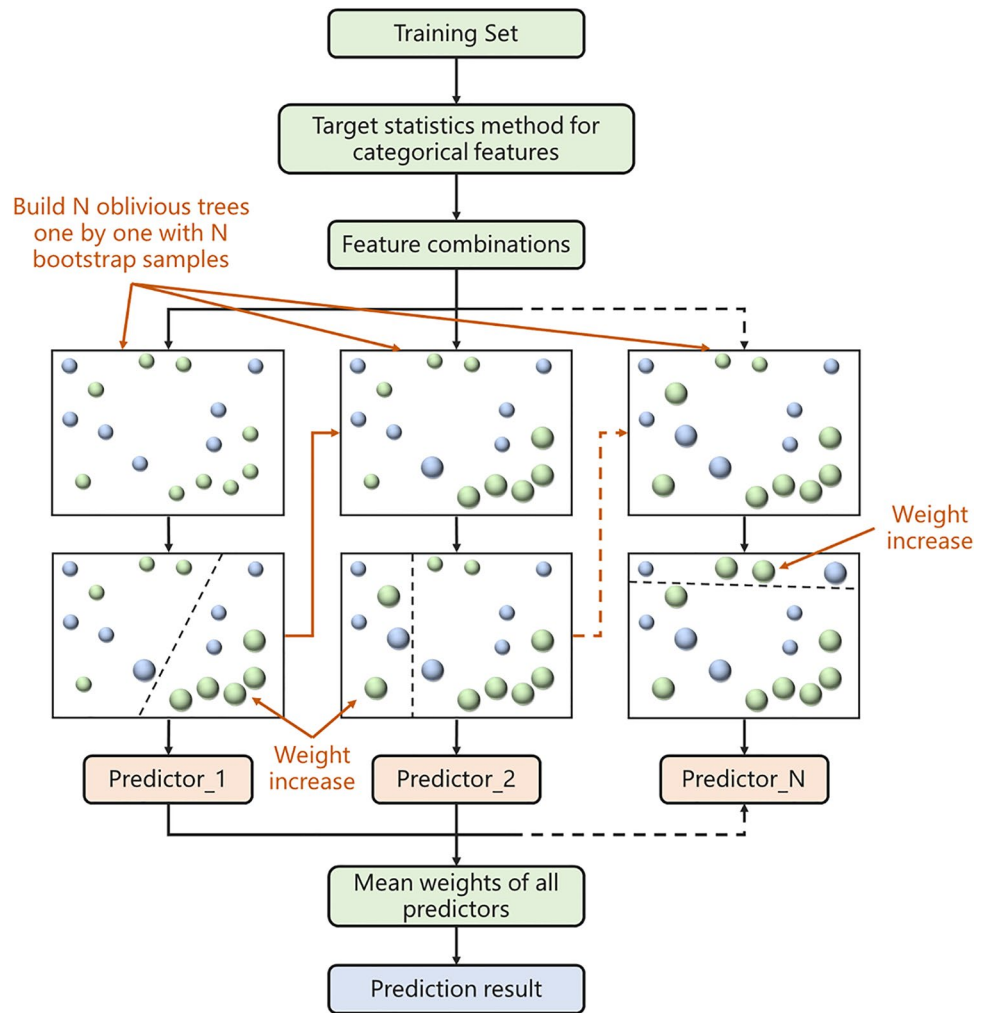 Training Set
Target statistics method for
categorical features
Build N oblivious trees
one by one with N
bootstrap samples
Feature combinations
Weight
increase
Weight
increase
Predictor_1
Predictor_2
Predictor_N
Mean weights of all
predictors
Prediction result